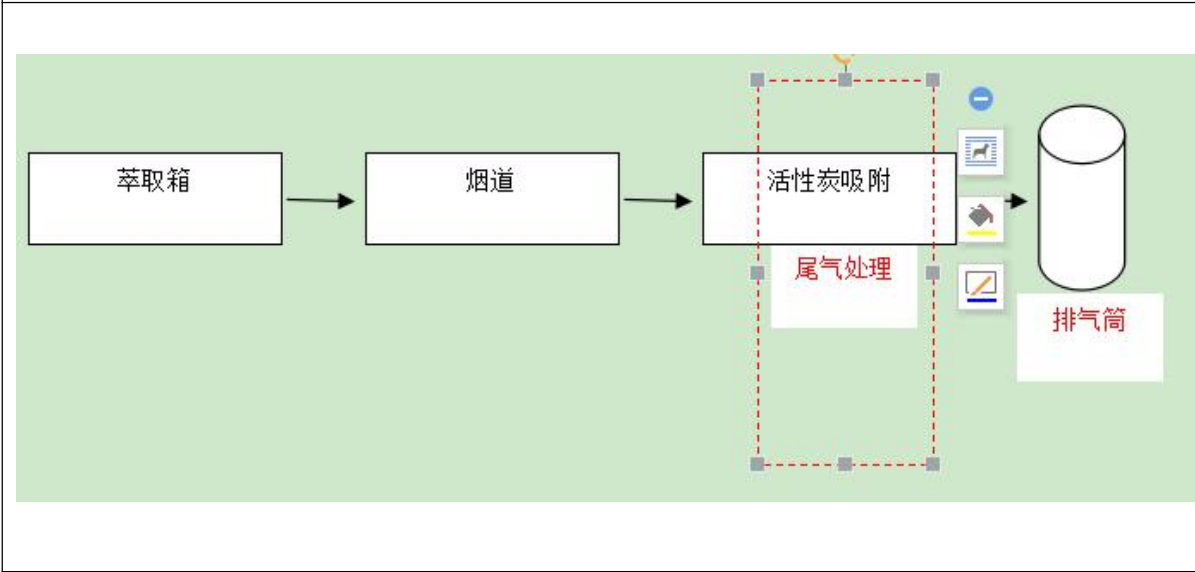 萃取箱
烟道
活性炭吸附
尾气处理
排气筒